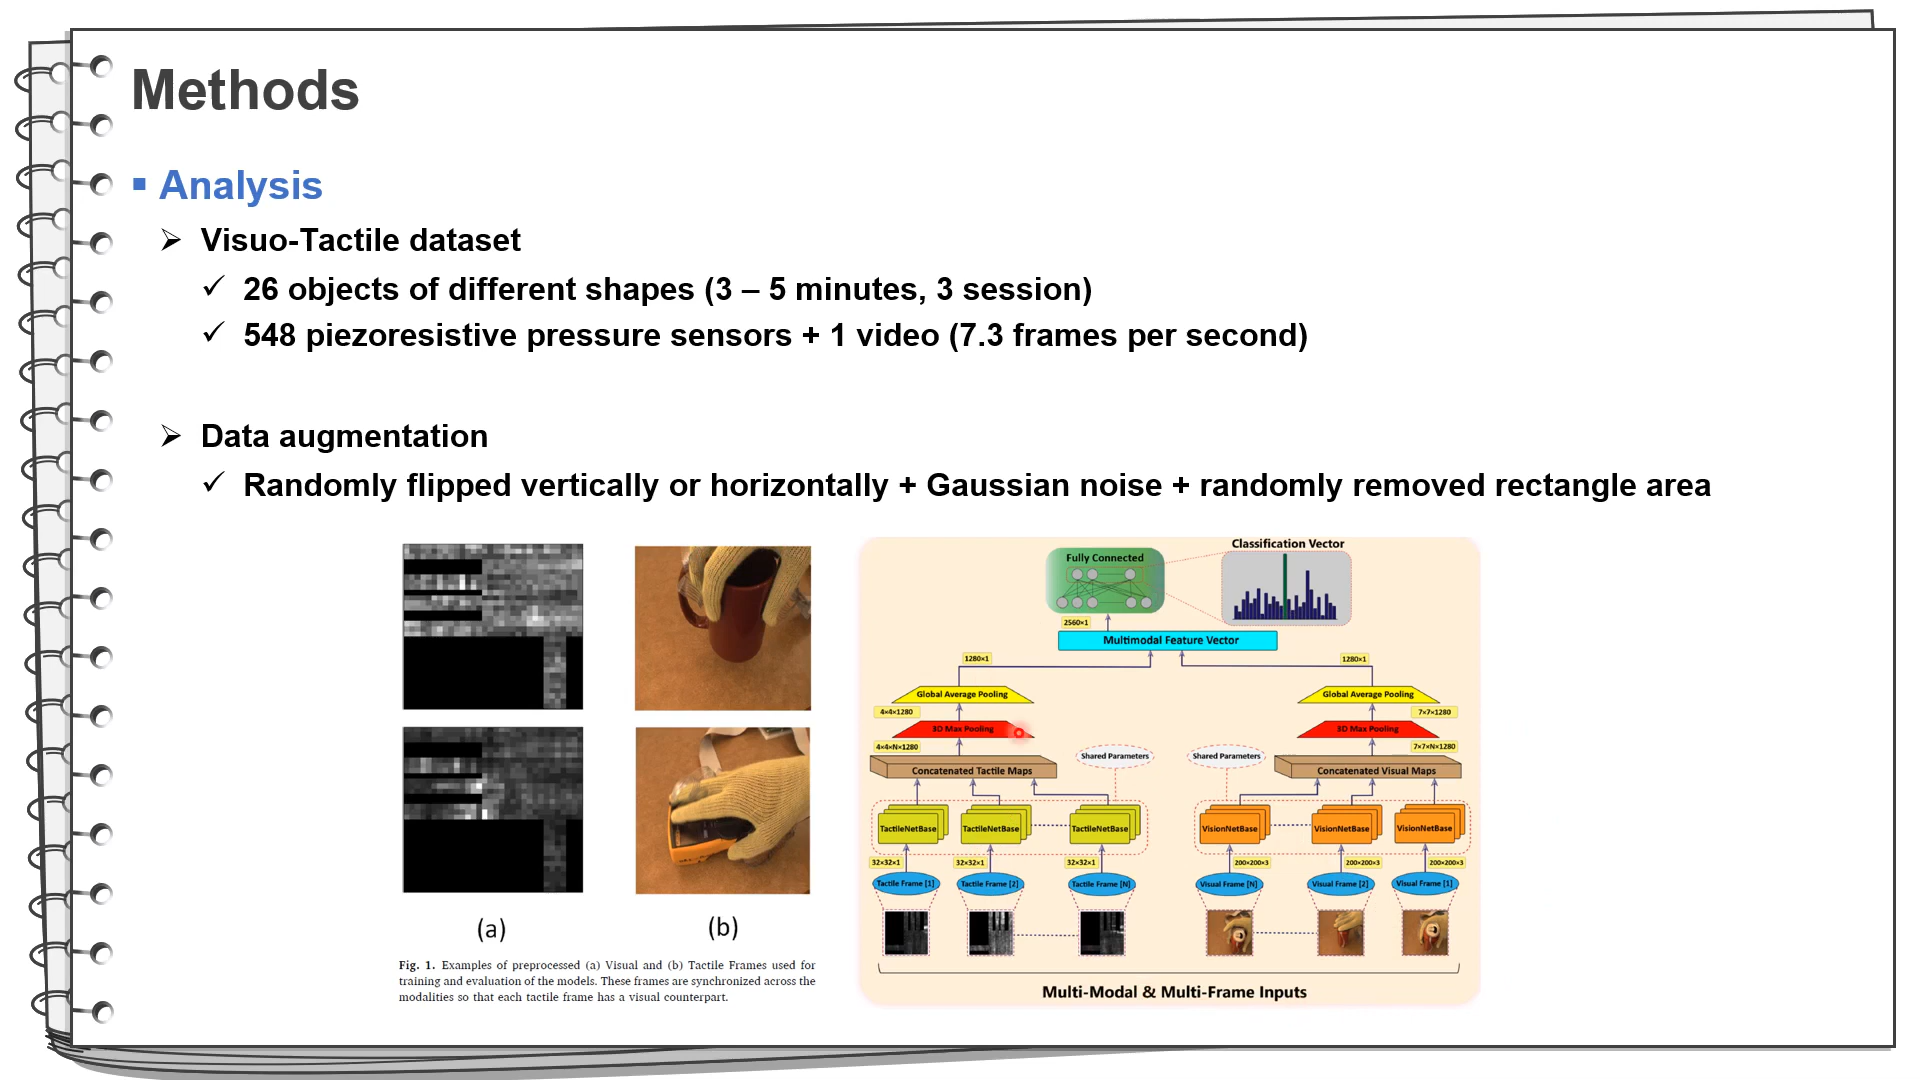 Methods
Analysis
Visuo-Tactile dataset
26 objects of different shapes (3 – 5 minutes, 3 session)
548 piezoresistive pressure sensors + 1 video (7.3 frames per second)
Data augmentation
Randomly flipped vertically or horizontally + Gaussian noise + randomly removed rectangle area
(a)
(b)
Fig. 1. Examples of preprocessed (a) Visual and (b) Tactile Frames used for
training and evaluation of the models. These frames are synchronized across the
modalities so that each tactile frame has a visual counterpart.
Classification Vector
Fully Connected
2560×1
Multimodal Feature Vector
1280×1
1280×1
Global Average Pooling
Global Average Pooling
4×4×1280
7×7×1280
3D Max Pooling
3D Max Pooling
4×4×N×1280
7×7×N×1280
Shared Parameters
Shared Parameters
Concatenated Tactile Maps
Concatenated Visual Maps
TactileNetBase
TactileNetBase
TactileNetBase
VisionNetBase
VisionNetBase
VisionNetBase
32×32×1
32×32×1
32×32×1
200×200×3
200×200×3
200×200×3
Tactile Frame [1]
Tactile Frame [2]
Tactile Frame [N]
Visual Frame [N]
Visual Frame [2]
Visual Frame [1]
Multi-Modal & Multi-Frame Inputs